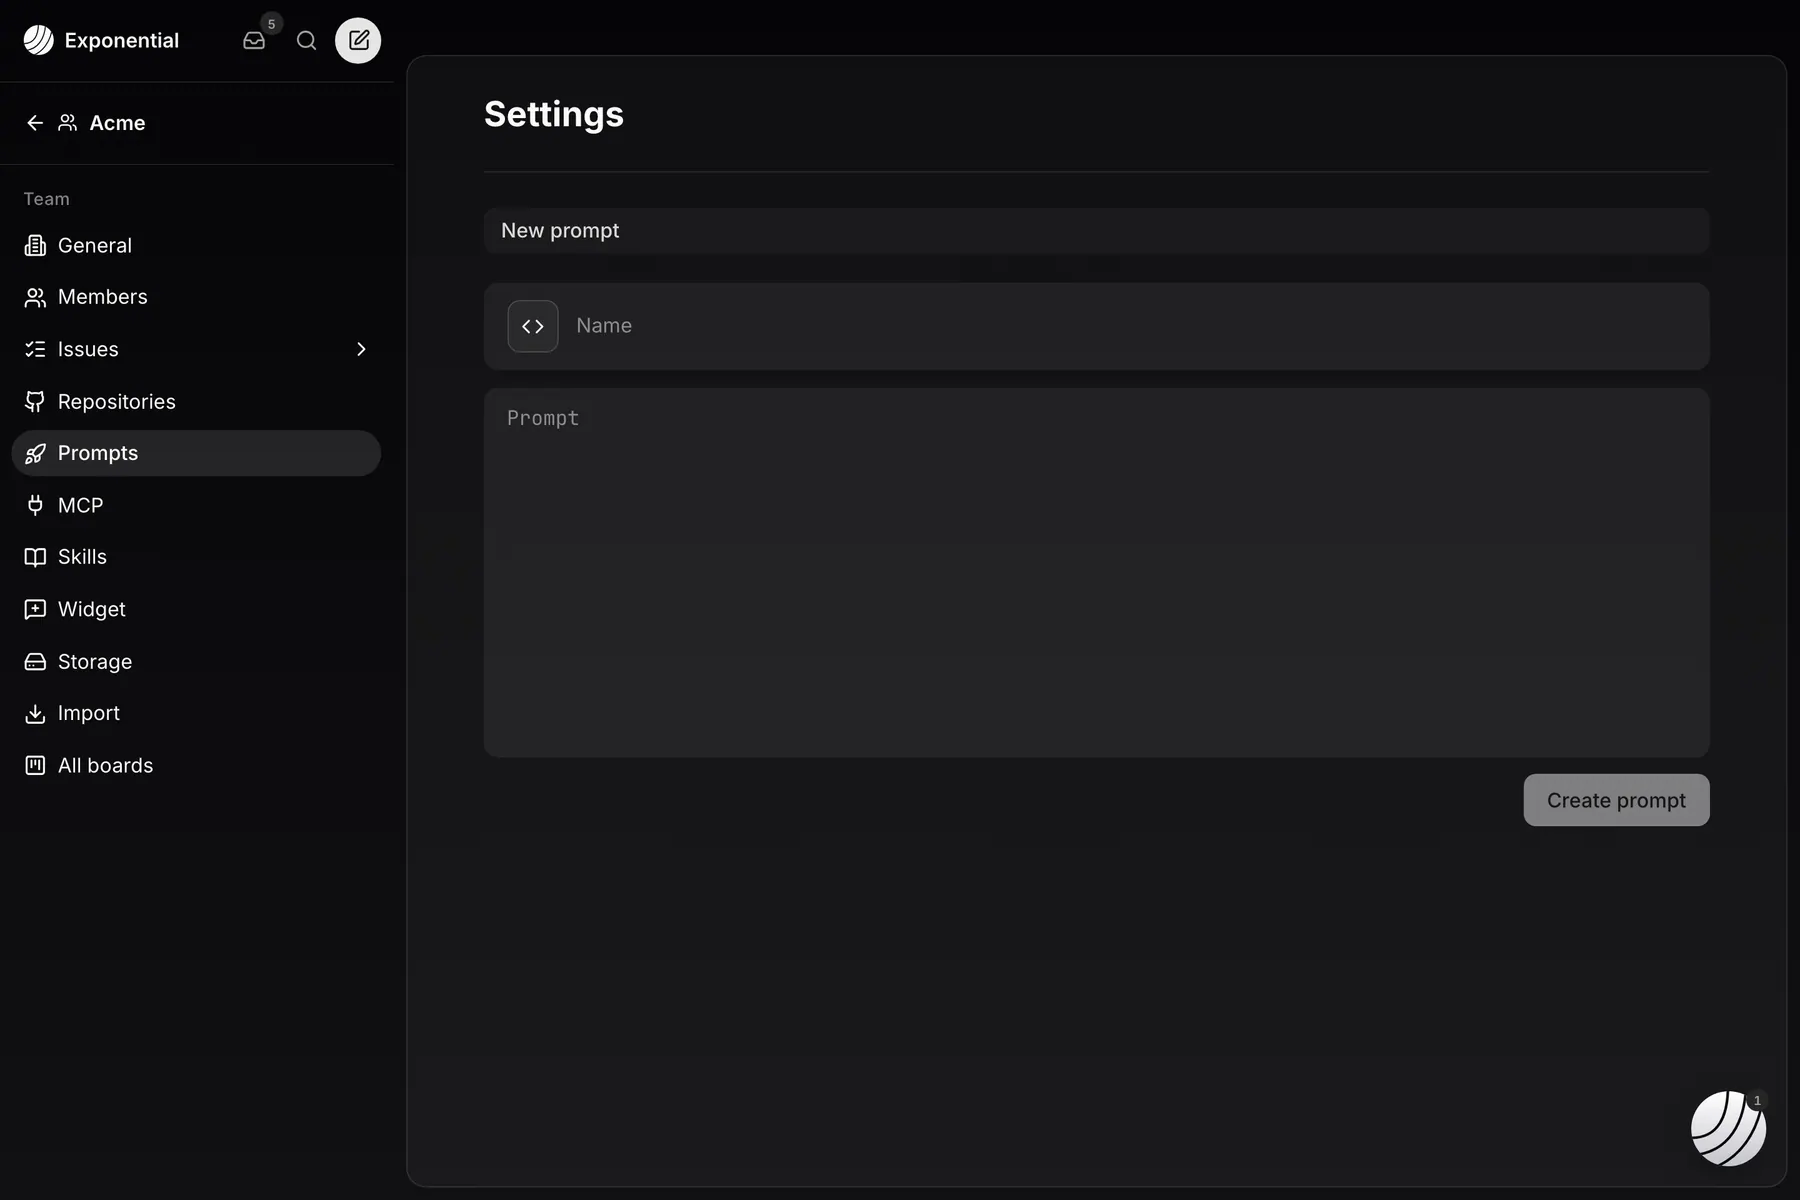 Exponential
5
Acme
Team
General
Members
Issues
Repositories
Prompts
MCP
Skills
Widget
Storage
Import
All boards
Settings
New prompt
Name
Prompt
Create prompt
1